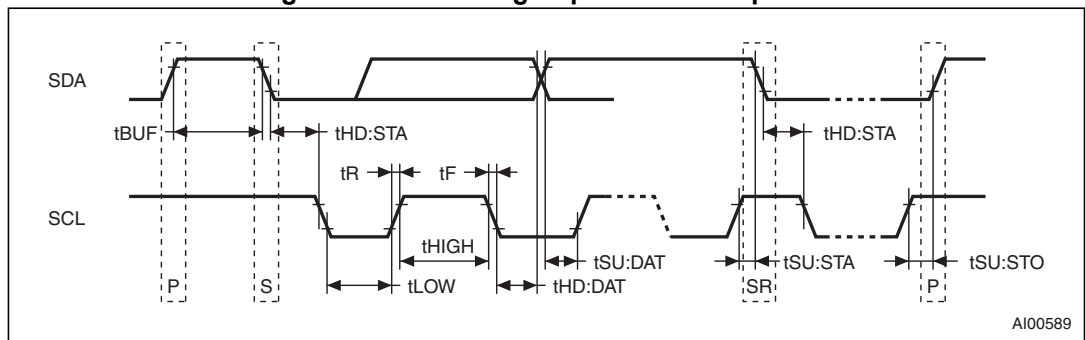 SDA
tBUF
tHD:STA
tHD:STA
tR
tF
SCL
tHIGH
tSU:DAT
tSU:STA
tSU:STO
P
S
tLOW
tHD:DAT
SR
P
AI00589